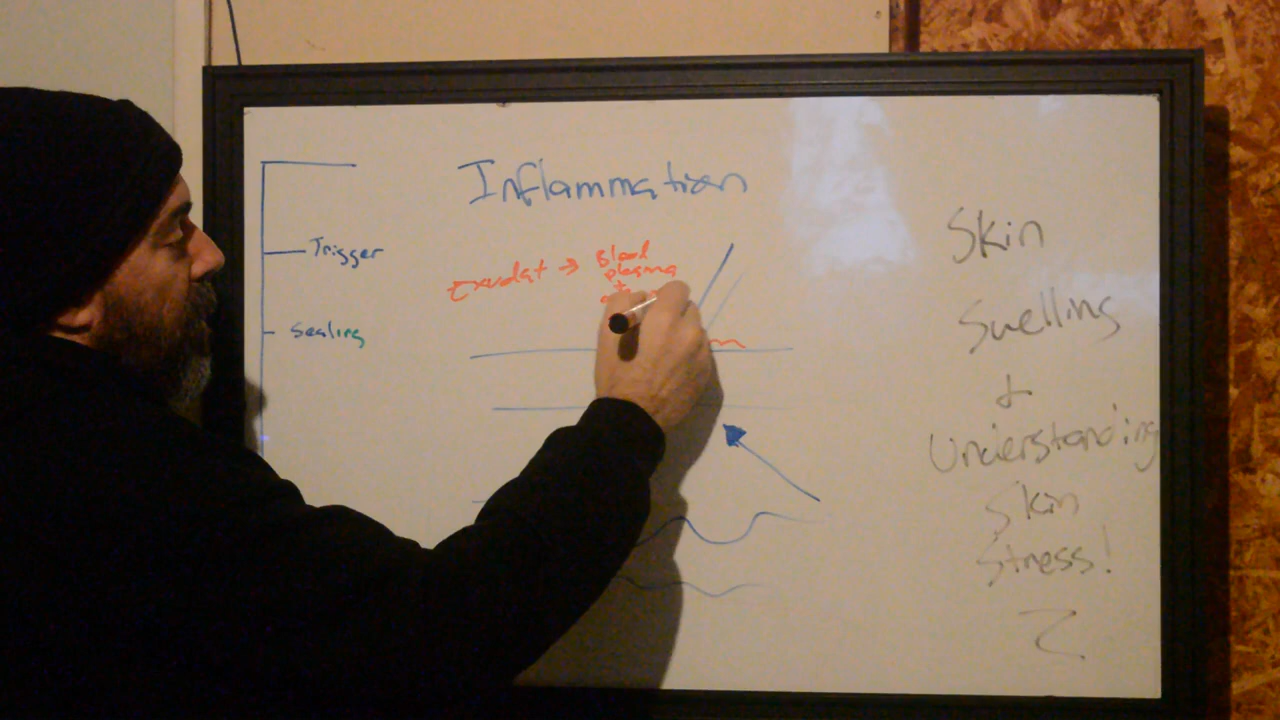 Inflammation
Trigger
Sealing
Exudat → Blood
plasma
+
Skin
Swelling
+
Understanding
Skin
Stress!